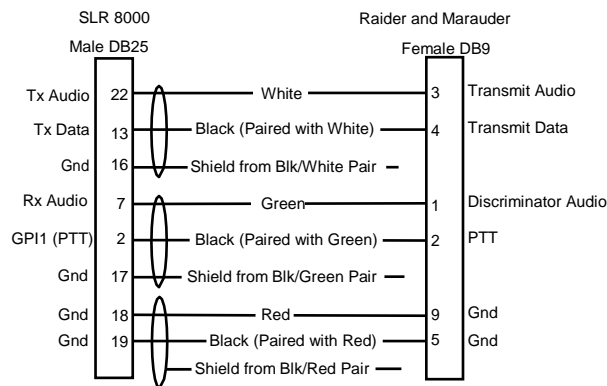 SLR 8000 Raider and Marauder
Male DB25 Female DB9
Tx Audio 22 White 3 Transmit Audio
Tx Data 13 Black (Paired with White) 4 Transmit Data
Gnd 16 Shield from Blk/White Pair
Rx Audio 7 Green 1 Discriminator Audio
GPI1 (PTT) 2 Black (Paired with Green) 2 PTT
Gnd 17 Shield from Blk/Green Pair
Gnd 18 Red 9 Gnd
Gnd 19 Black (Paired with Red) 5 Gnd
Shield from Blk/Red Pair